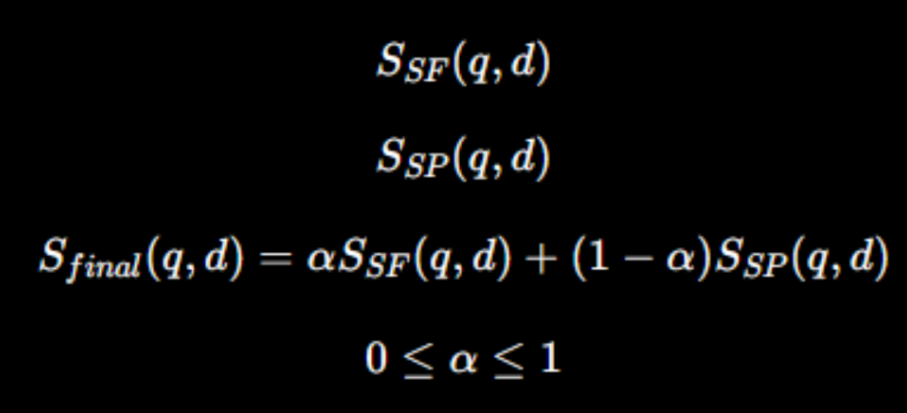 S_{SF}(q, d)
S_{SP}(q, d)
S_{final}(q, d) = αS_{SF}(q, d) + (1 − α)S_{SP}(q, d)
0 ≤ α ≤ 1